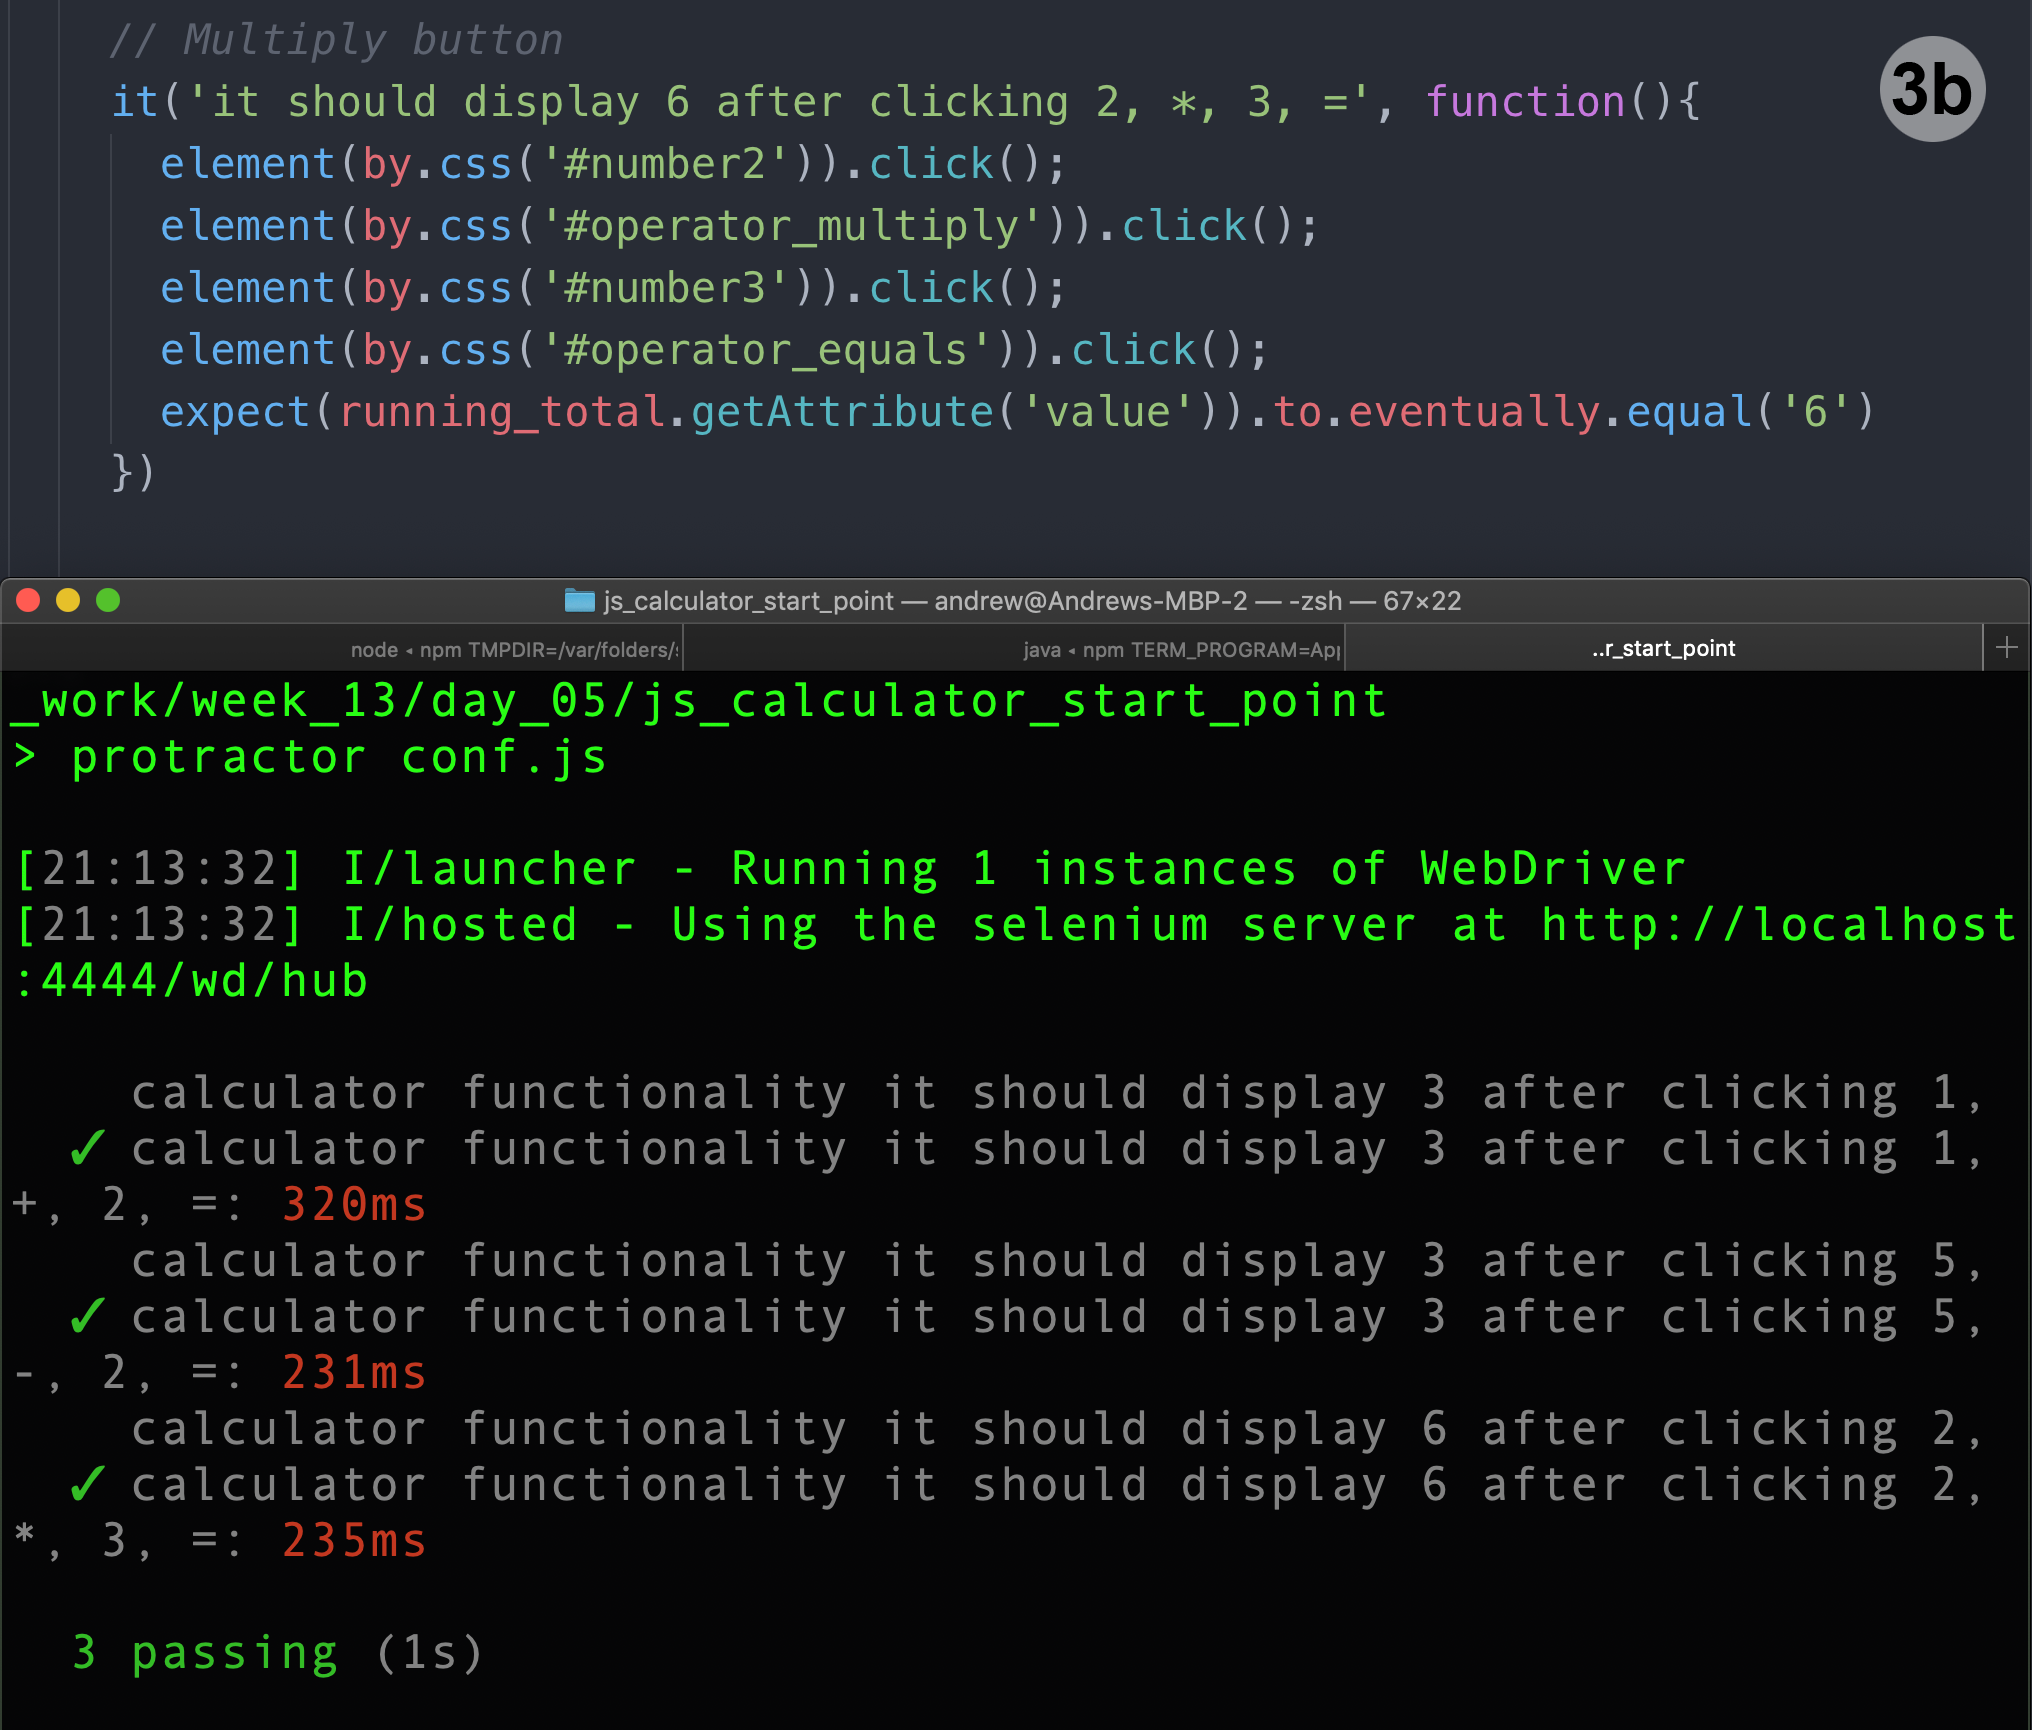 // Multiply button
3b
it('it should display 6 after clicking 2, *, 3, =', function(){
element(by.css('#number2')).click();
element(by.css('#operator_multiply')).click();
element(by.css('#number3')).click();
element(by.css('#operator_equals')).click();
expect(running_total.getAttribute('value')).to.eventually.equal('6')
})
js_calculator_start_point — andrew@Andrews-MBP-2 — -zsh — 67×22
node ◂ npm TMPDIR=/var/folders/
java ◂ npm TERM_PROGRAM=App
..r_start_point
_work/week_13/day_05/js_calculator_start_point
> protractor conf.js
[21:13:32] I/launcher - Running 1 instances of WebDriver
[21:13:32] I/hosted - Using the selenium server at http://localhost
:4444/wd/hub
calculator functionality it should display 3 after clicking 1,
✓ calculator functionality it should display 3 after clicking 1,
+, 2, =: 320ms
calculator functionality it should display 3 after clicking 5,
✓ calculator functionality it should display 3 after clicking 5,
-, 2, =: 231ms
calculator functionality it should display 6 after clicking 2,
✓ calculator functionality it should display 6 after clicking 2,
*, 3, =: 235ms
3 passing (1s)